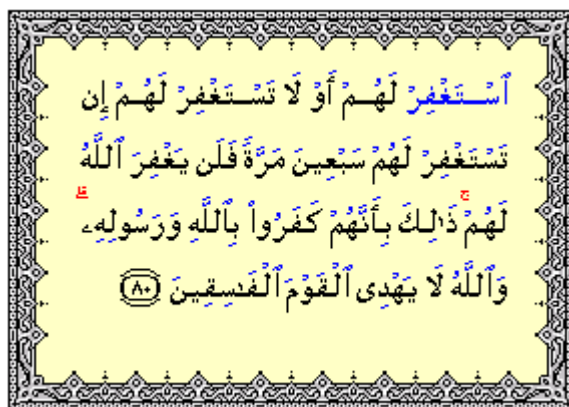 ٱسْتَغْفِرْ لَهُمْ أَوْ لَا تَسْتَغْفِرْ لَهُمْ إِن
تَسْتَغْفِرْ لَهُمْ سَبْعِينَ مَرَّةً فَلَن يَغْفِرَ ٱللَّهُ
لَهُمْ ۚ ذَٰلِكَ بِأَنَّهُمْ كَفَرُوا۟ بِٱللَّهِ وَرَسُولِهِۦ ۗ
وَٱللَّهُ لَا يَهْدِى ٱلْقَوْمَ ٱلْفَـٰسِقِينَ ٨٠